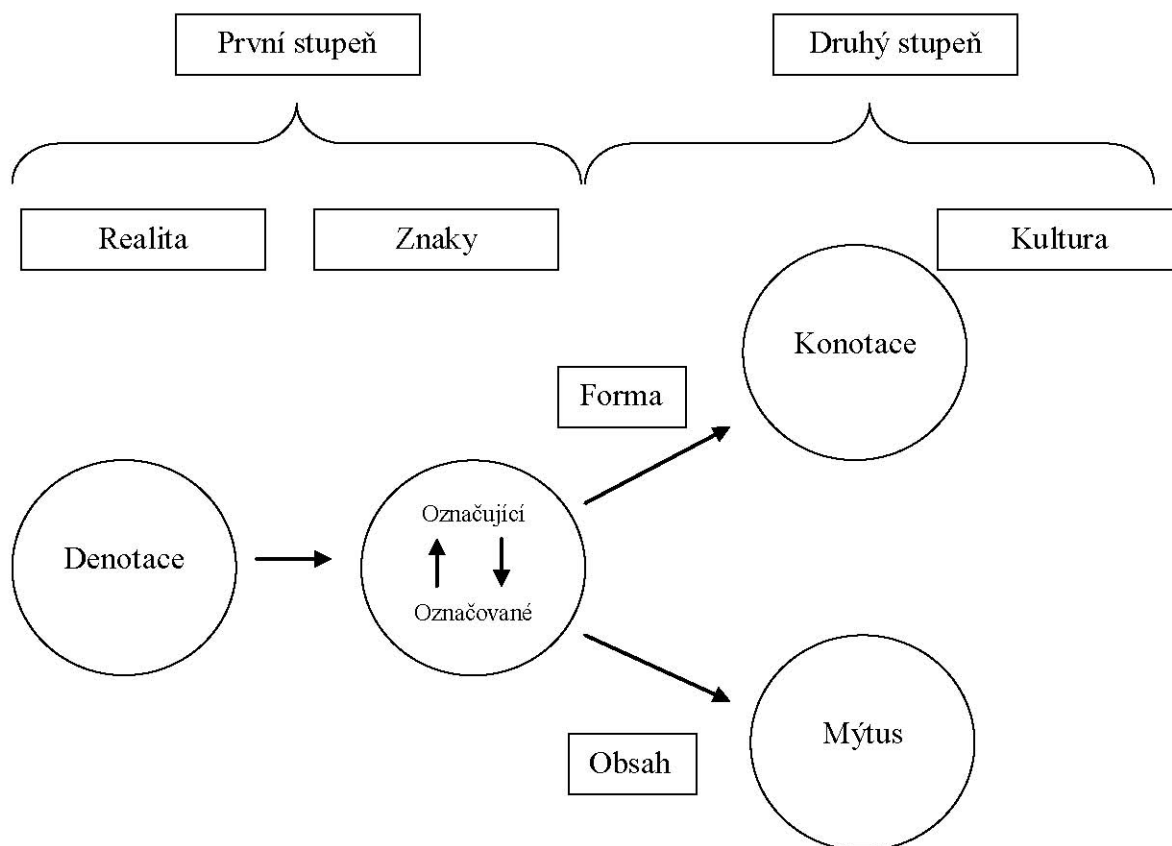 První stupeň
Druhý stupeň
Realita
Znaky
Kultura
Konotace
Forma
Označující
Denotace
Označované
Mýtus
Obsah